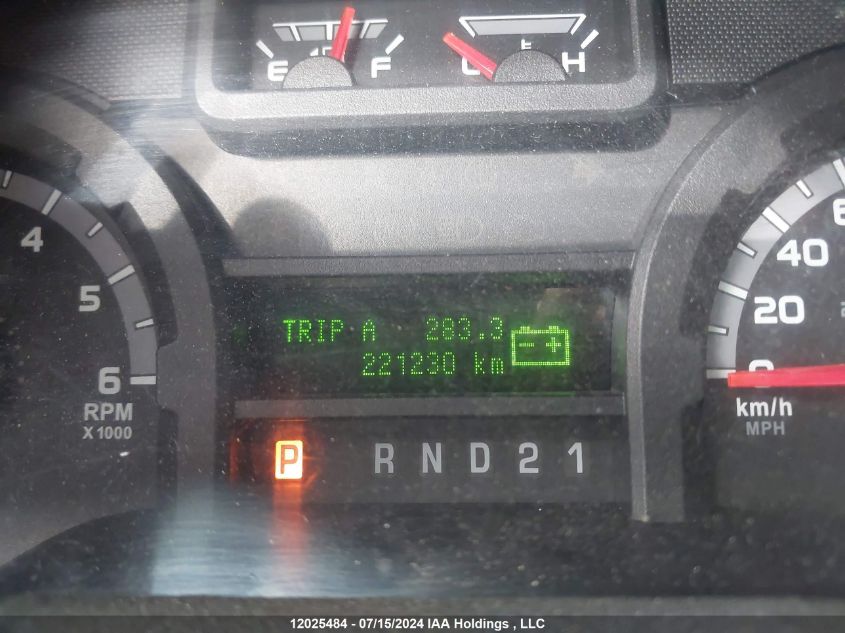 E F
C H
4
5
6
RPM
X 1000
TRIP A 283.3
221230 km
P R N D 2 1
40
20
0
km/h
MPH
12025484 - 07/15/2024 IAA Holdings , LLC